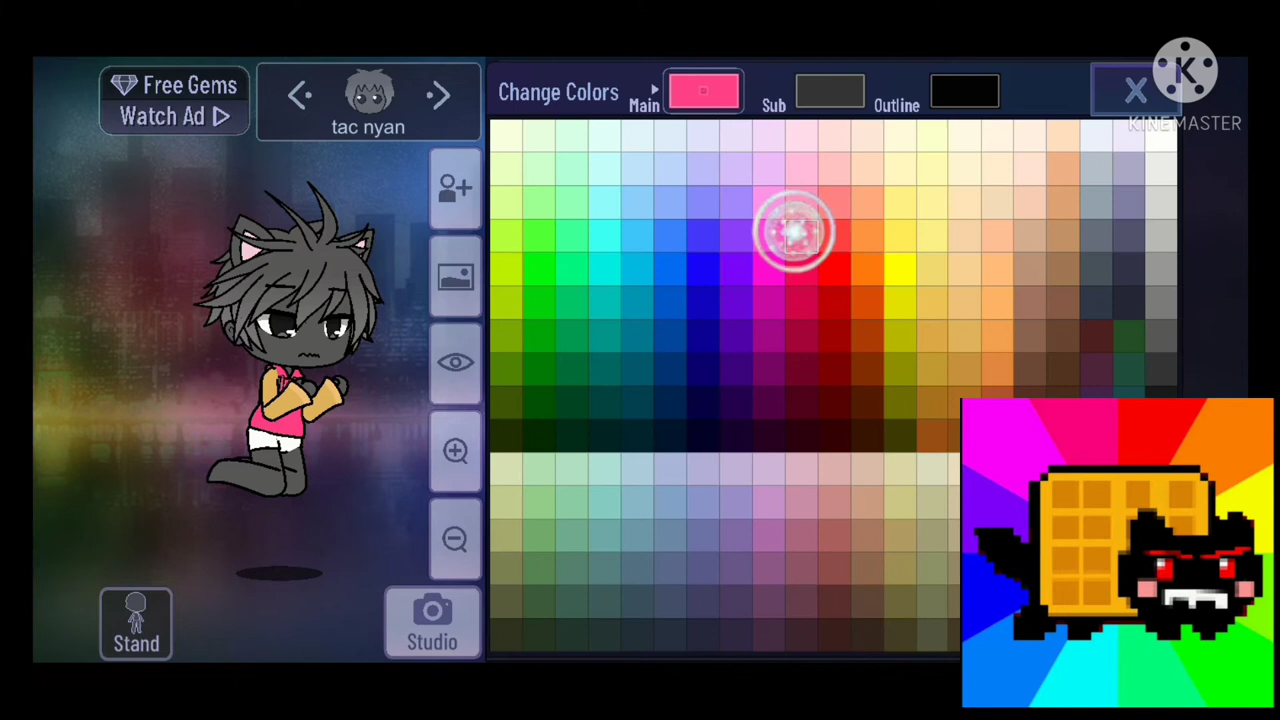 Free Gems
Watch Ad
tac nyan
Change Colors
Main
Sub
Outline
K
KINEMASTER
Stand
Studio